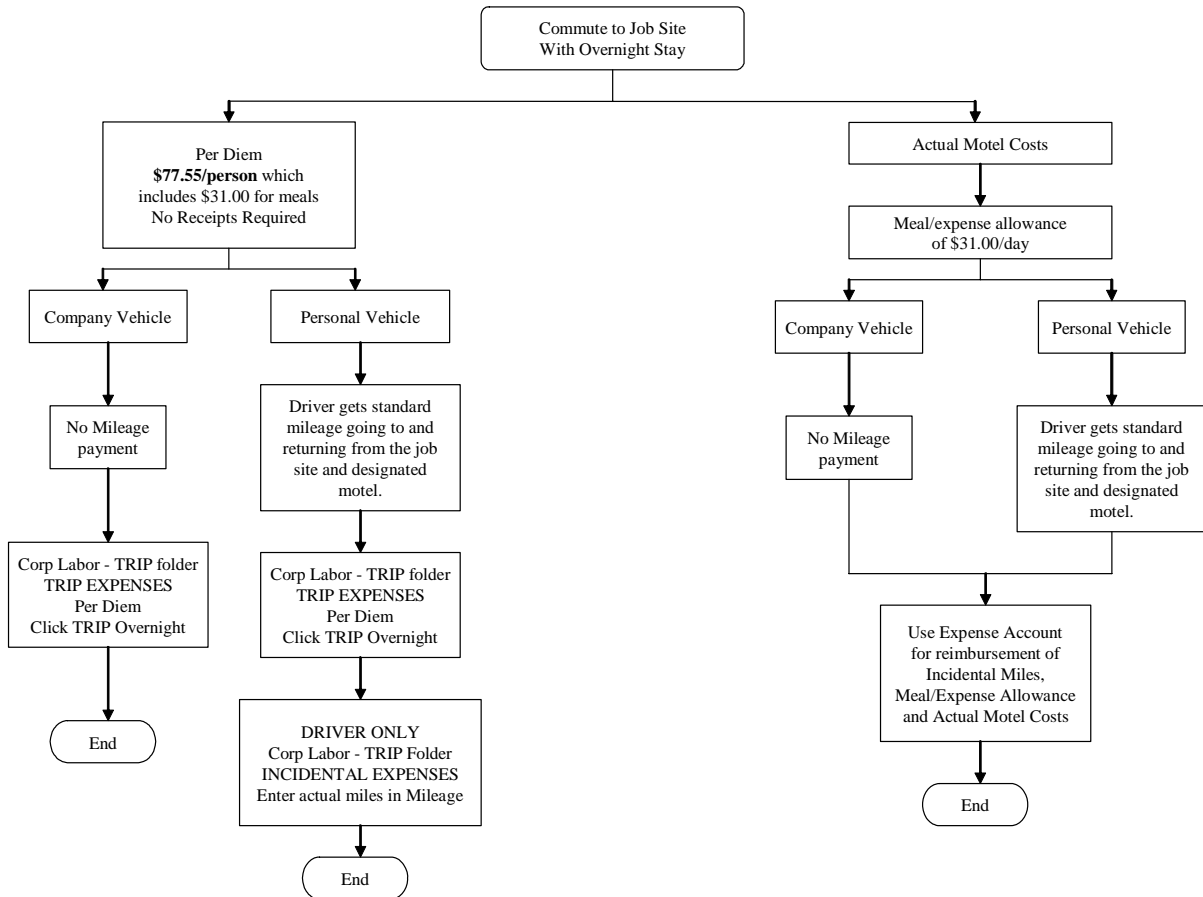 Commute to Job Site
With Overnight Stay
Per Diem
$77.55/person which
includes $31.00 for meals
No Receipts Required
Company Vehicle
No Mileage
payment
Corp Labor - TRIP folder
TRIP EXPENSES
Per Diem
Click TRIP Overnight
End
Personal Vehicle
Driver gets standard
mileage going to and
returning from the job
site and designated
motel.
Corp Labor - TRIP folder
TRIP EXPENSES
Per Diem
Click TRIP Overnight
DRIVER ONLY
Corp Labor - TRIP Folder
INCIDENTAL EXPENSES
Enter actual miles in Mileage
End
Actual Motel Costs
Meal/expense allowance
of $31.00/day
Company Vehicle
No Mileage
payment
Personal Vehicle
Driver gets standard
mileage going to and
returning from the job
site and designated
motel.
Use Expense Account
for reimbursement of
Incidental Miles,
Meal/Expense Allowance
and Actual Motel Costs
End